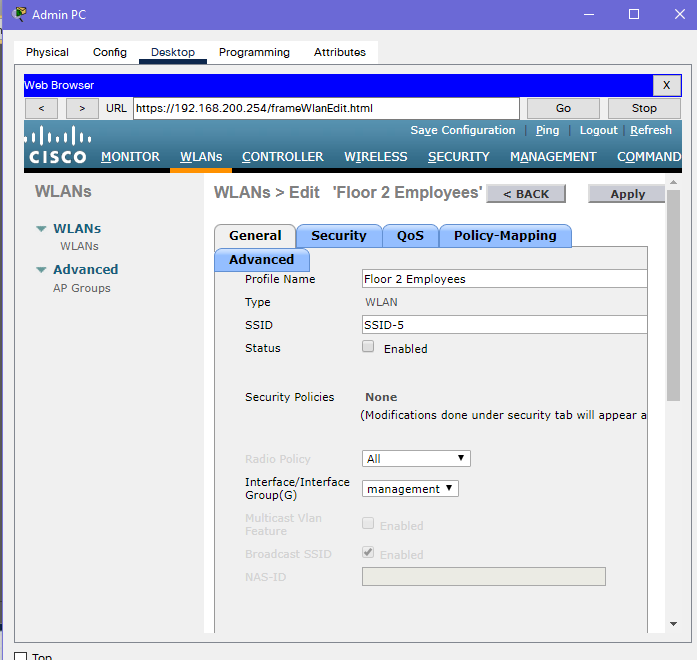 Admin PC
Physical Config Desktop Programming Attributes
Web Browser X
< > URL https://192.168.200.254/frameWlanEdit.html Go Stop
Save Configuration | Ping | Logout | Refresh
CISCO MONITOR WLANs CONTROLLER WIRELESS SECURITY MANAGEMENT COMMAND
WLANs
WLANs
WLANs
Advanced
AP Groups
WLANs > Edit 'Floor 2 Employees' < BACK Apply
General Security QoS Policy-Mapping
Advanced
Profile Name Floor 2 Employees
Type WLAN
SSID SSID-5
Status Enabled
Security Policies None
(Modifications done under security tab will appear a
Radio Policy All
Interface/Interface
Group(G) management
Multicast Vlan
Feature Enabled
Broadcast SSID Enabled
NAS-ID
Top